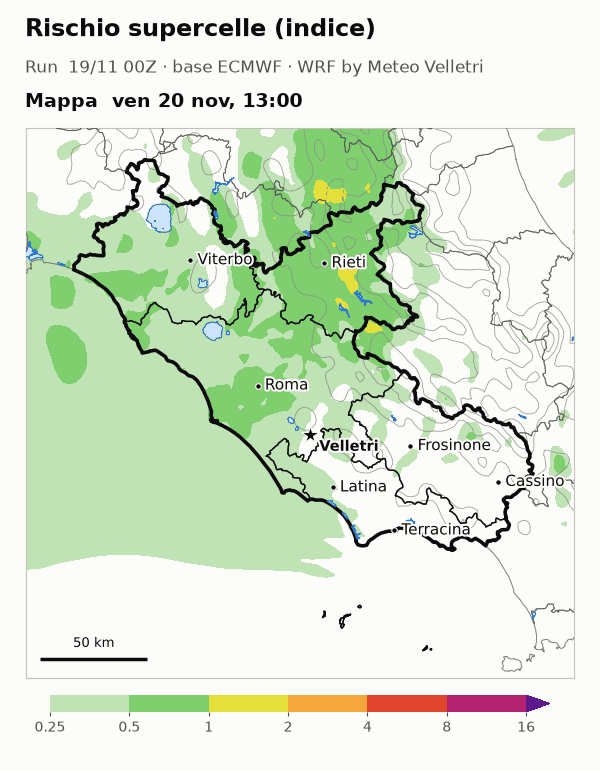 Rischio supercelle (indice)
Run  19/11 00Z · base ECMWF · WRF by Meteo Velletri
Mappa  ven 20 nov, 13:00
Viterbo
Rieti
Roma
Velletri
Frosinone
Latina
Cassino
Terracina
50 km
0.25 0.5 1 2 4 8 16